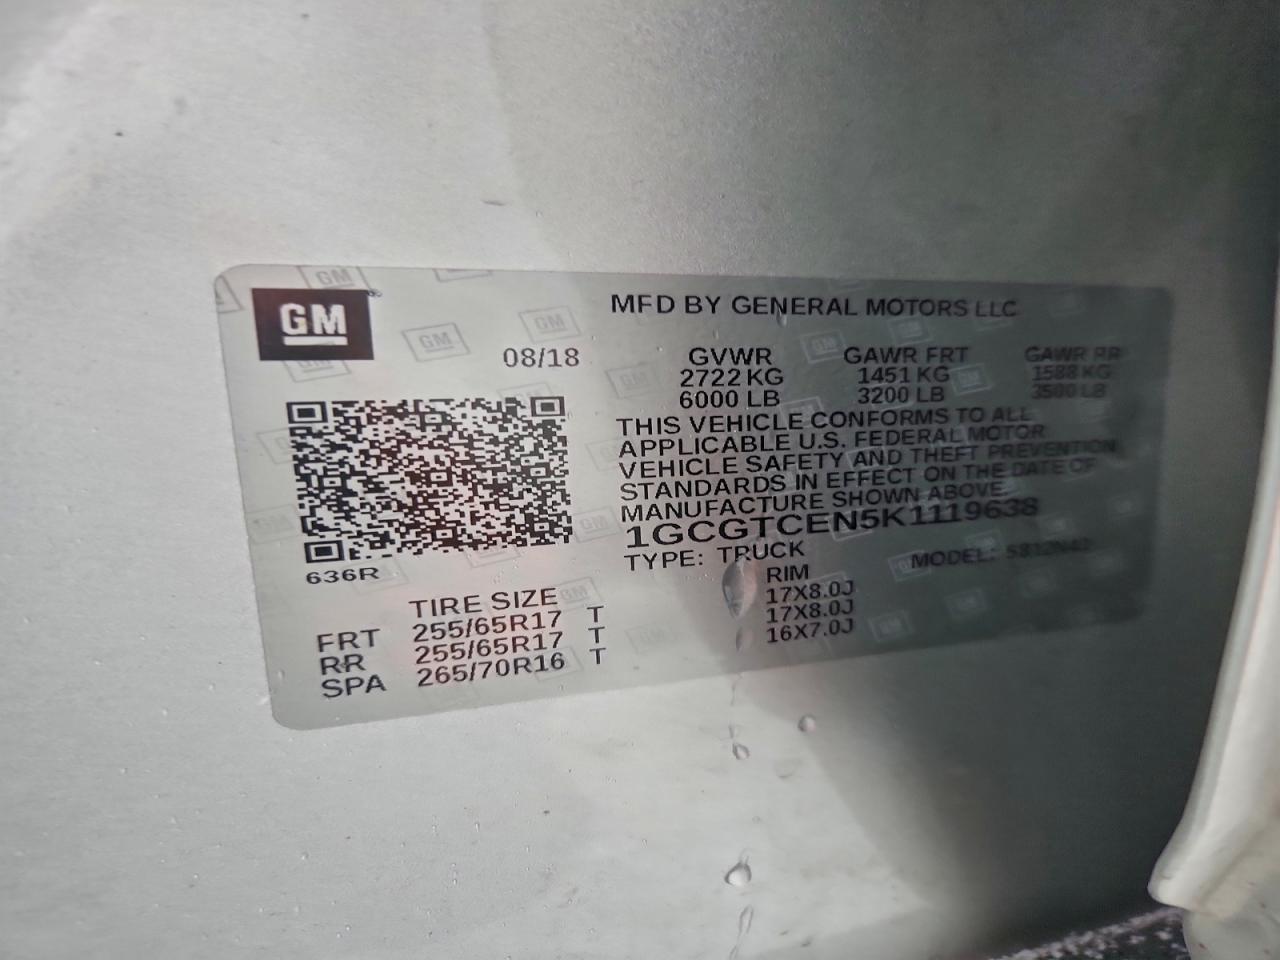 GM
MFD BY GENERAL MOTORS LLC
08/18
GVWR GAWR FRT GAWR RR
2722 KG 1451 KG 1588 KG
6000 LB 3200 LB 3500 LB
THIS VEHICLE CONFORMS TO ALL
APPLICABLE U.S. FEDERAL MOTOR
VEHICLE SAFETY AND THEFT PREVENTION
STANDARDS IN EFFECT ON THE DATE OF
MANUFACTURE SHOWN ABOVE
1GCGTCEN5K1119638
TYPE: TRUCK MODEL:
636R
TIRE SIZE RIM
FRT 255/65R17 T 17X8.0J
RR 255/65R17 T 17X8.0J
SPA 265/70R16 T 16X7.0J